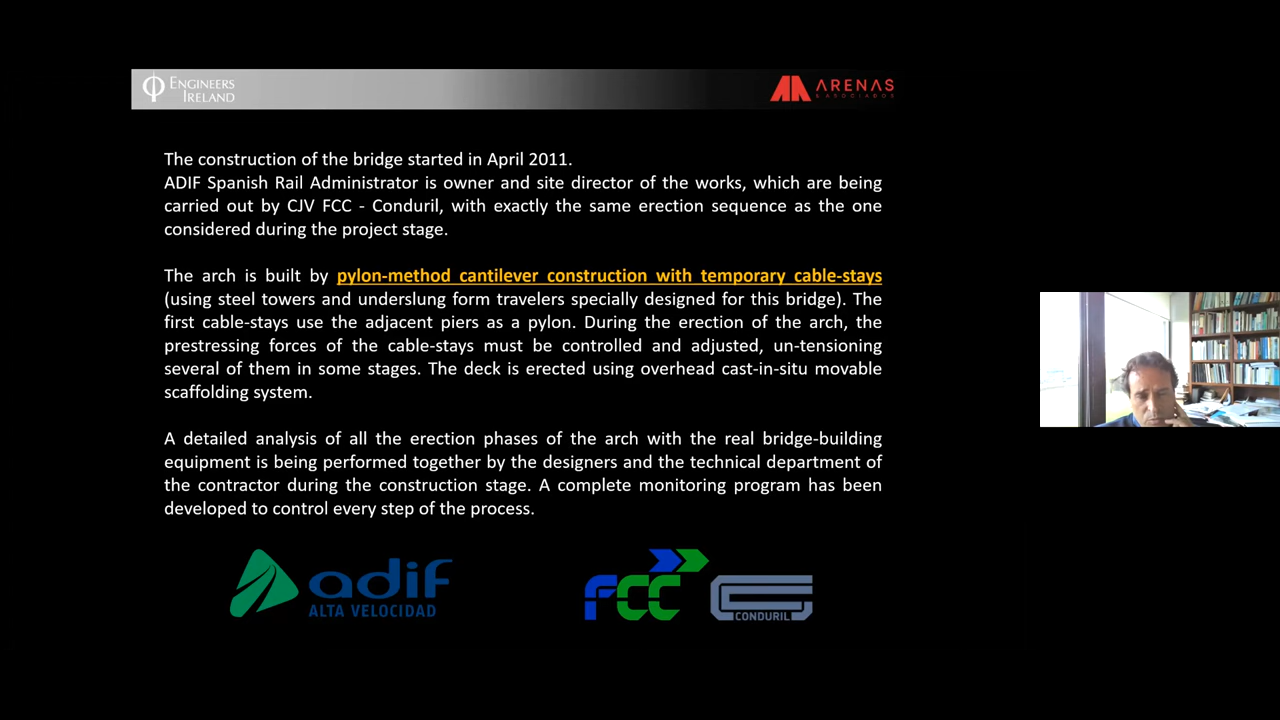 ENGINEERS
IRELAND
ARENAS
& ASOCIADOS
The construction of the bridge started in April 2011.
ADIF Spanish Rail Administrator is owner and site director of the works, which are being
carried out by CJV FCC - Conduril, with exactly the same erection sequence as the one
considered during the project stage.
The arch is built by pylon-method cantilever construction with temporary cable-stays
(using steel towers and underslung form travelers specially designed for this bridge). The
first cable-stays use the adjacent piers as a pylon. During the erection of the arch, the
prestressing forces of the cable-stays must be controlled and adjusted, un-tensioning
several of them in some stages. The deck is erected using overhead cast-in-situ movable
scaffolding system.
A detailed analysis of all the erection phases of the arch with the real bridge-building
equipment is being performed together by the designers and the technical department of
the contractor during the construction stage. A complete monitoring program has been
developed to control every step of the process.
adif
ALTA VELOCIDAD
FCC
CONDURIL